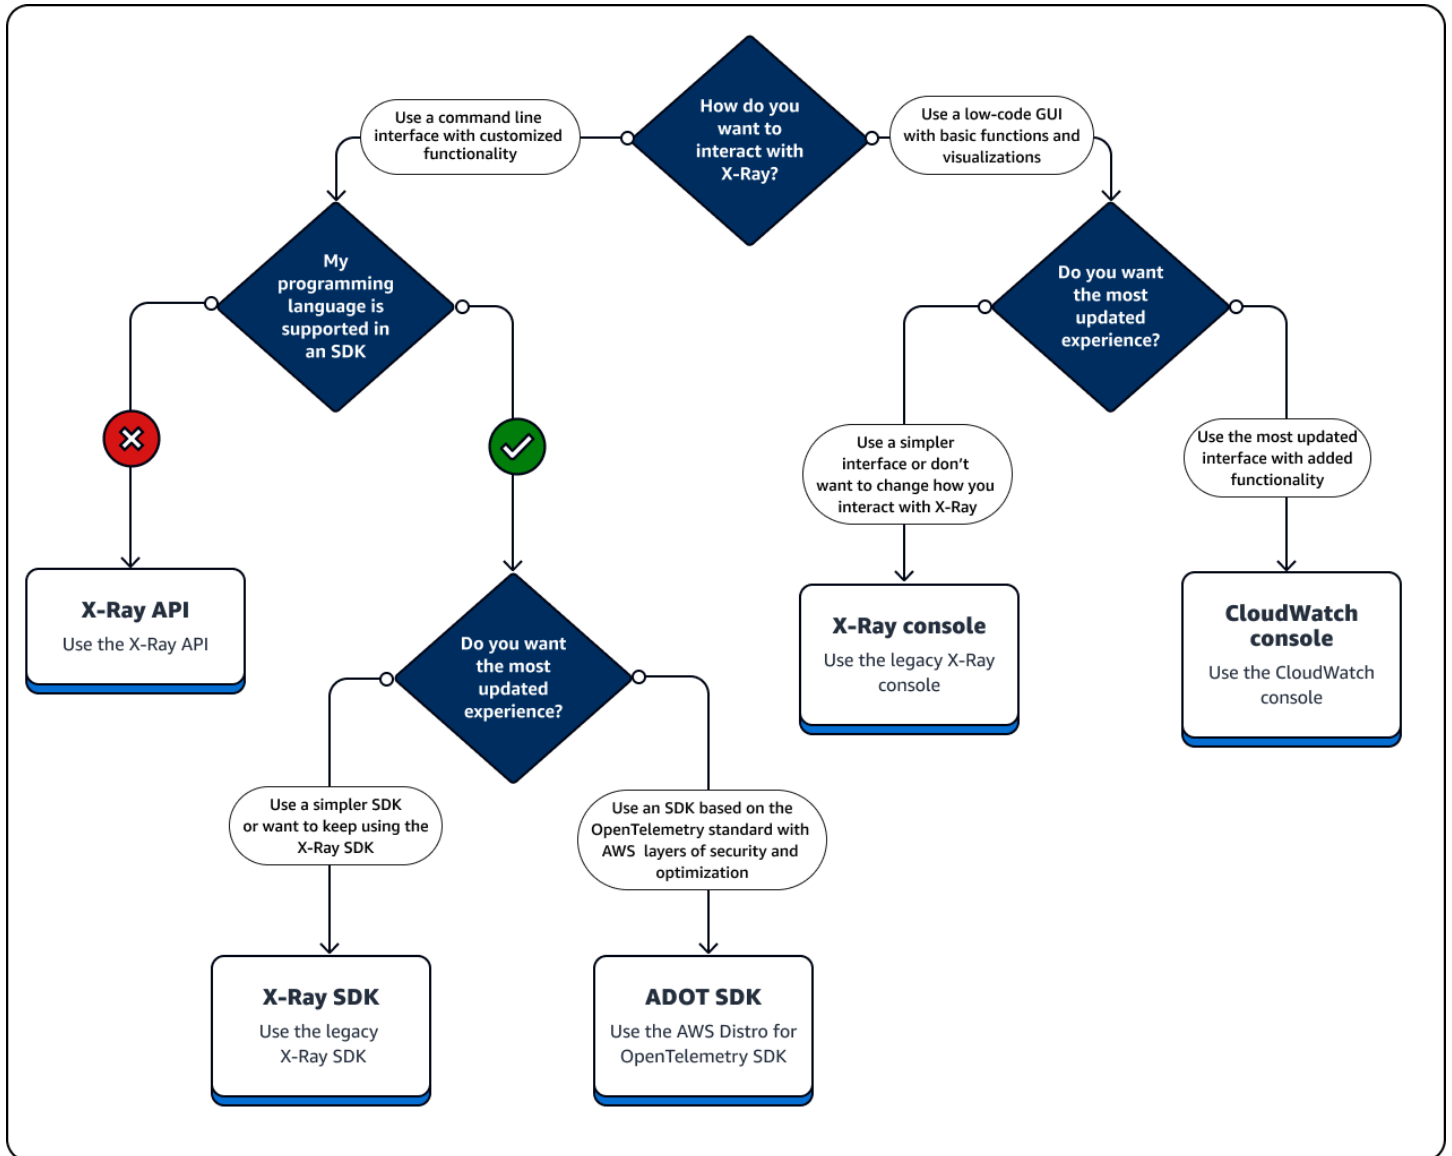 How do you
want to
interact with
X-Ray?
Use a command line
interface with customized
functionality
Use a low-code GUI
with basic functions and
visualizations
My
programming
language is
supported in
an SDK
Do you want
the most
updated
experience?
Use a simpler
interface or don’t
want to change how you
interact with X-Ray
Use the most updated
interface with added
functionality
X-Ray API
Use the X-Ray API
Do you want
the most
updated
experience?
X-Ray console
Use the legacy X-Ray
console
CloudWatch
console
Use the CloudWatch
console
Use a simpler SDK
or want to keep using the
X-Ray SDK
Use an SDK based on the
OpenTelemetry standard with
AWS layers of security and
optimization
X-Ray SDK
Use the legacy
X-Ray SDK
ADOT SDK
Use the AWS Distro for
OpenTelemetry SDK